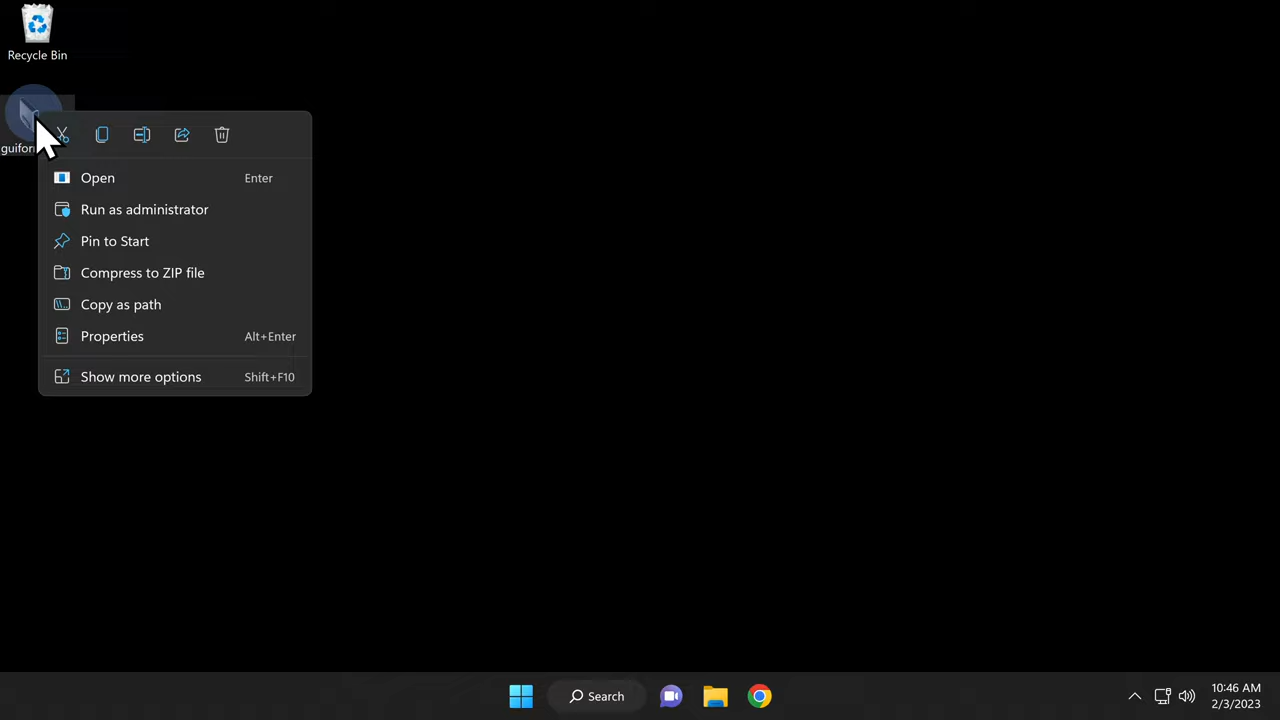 Recycle Bin
Open Enter
Run as administrator
Pin to Start
Compress to ZIP file
Copy as path
Properties Alt+Enter
Show more options Shift+F10
Search
10:46 AM
2/3/2023